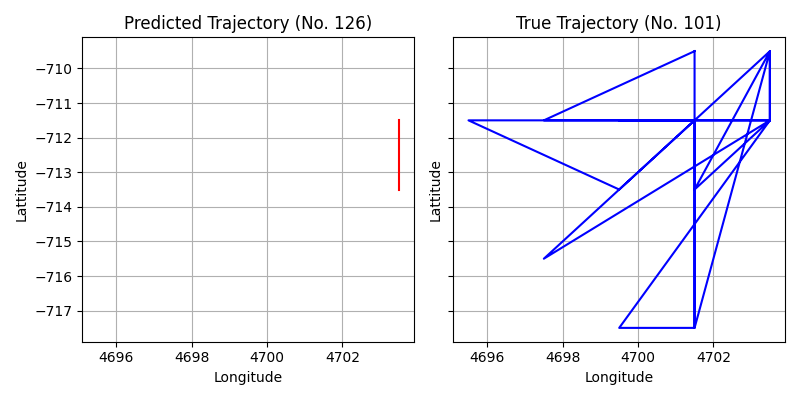 Predicted Trajectory (No. 126)
True Trajectory (No. 101)
Lattitude
−710
−711
−712
−713
−714
−715
−716
−717
4696
4698
4700
4702
Longitude
Lattitude
4696
4698
4700
4702
Longitude